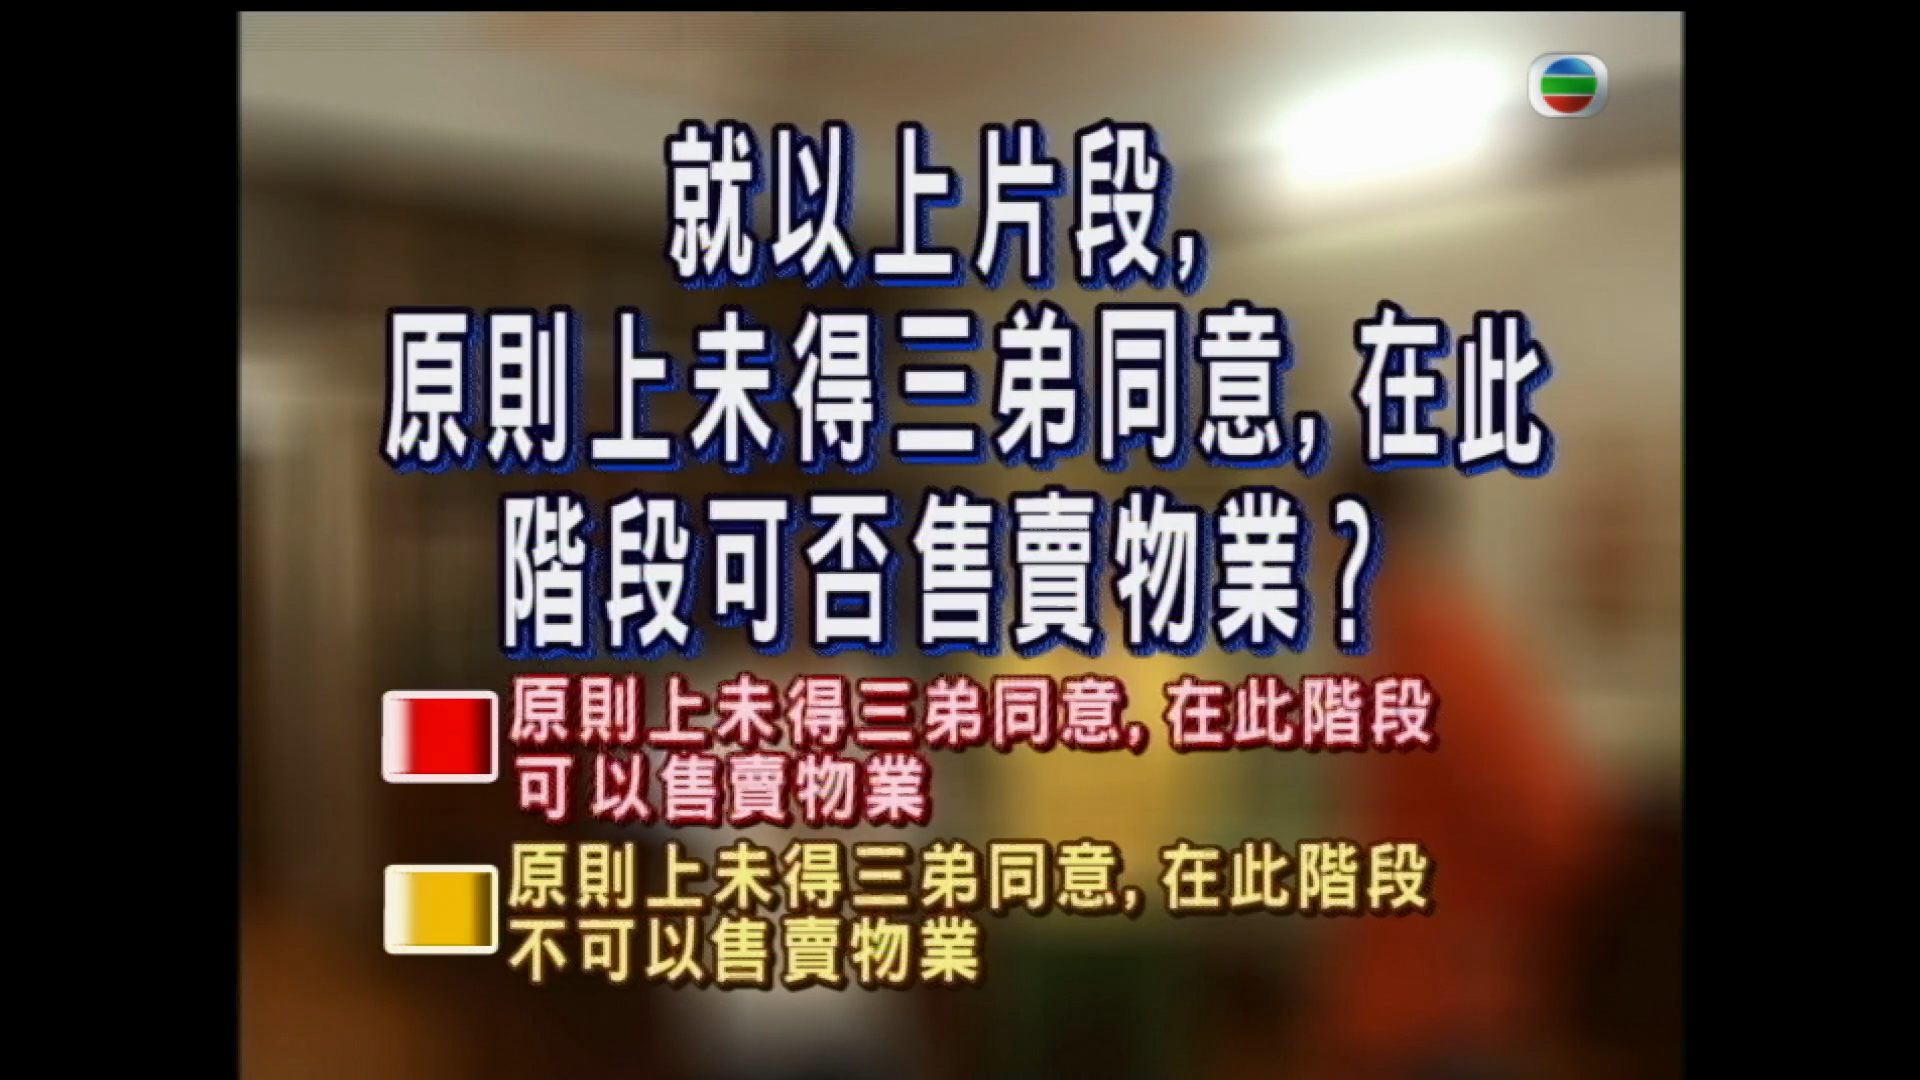 就以上片段,
原則上未得三弟同意,在此
階段可否售賣物業？
原則上未得三弟同意,在此階段
可以售賣物業
原則上未得三弟同意,在此階段
不可以售賣物業